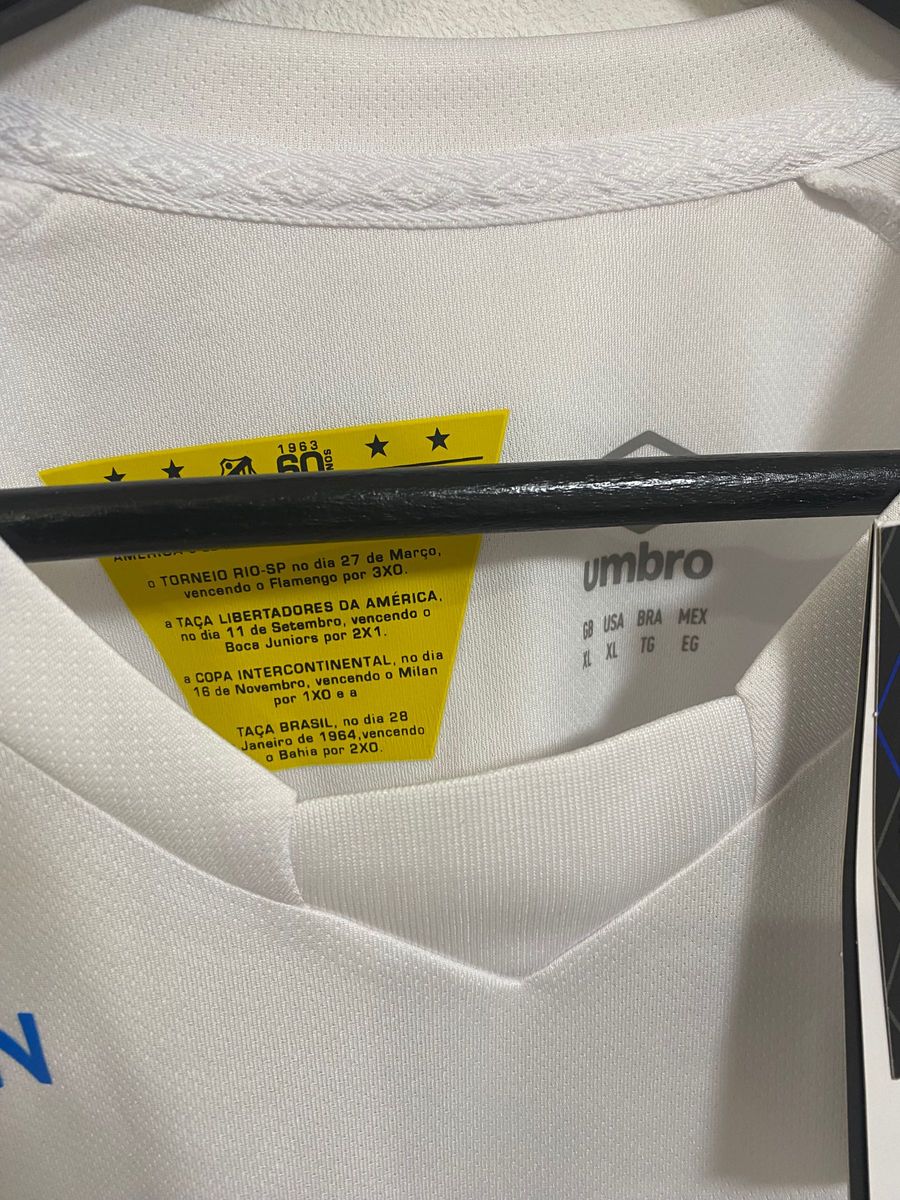 1963
60 ANOS
AMÉRICA
o TORNEIO RIO-SP no dia 27 de Março,
vencendo o Flamengo por 3X0.
a TAÇA LIBERTADORES DA AMÉRICA,
no dia 11 de Setembro, vencendo o
Boca Juniors por 2X1.
a COPA INTERCONTINENTAL, no dia
16 de Novembro, vencendo o Milan
por 1X0 e a
TAÇA BRASIL, no dia 28
Janeiro de 1964,vencendo
o Bahia por 2X0.
umbro
GB USA BRA MEX
XL XL TG EG
N